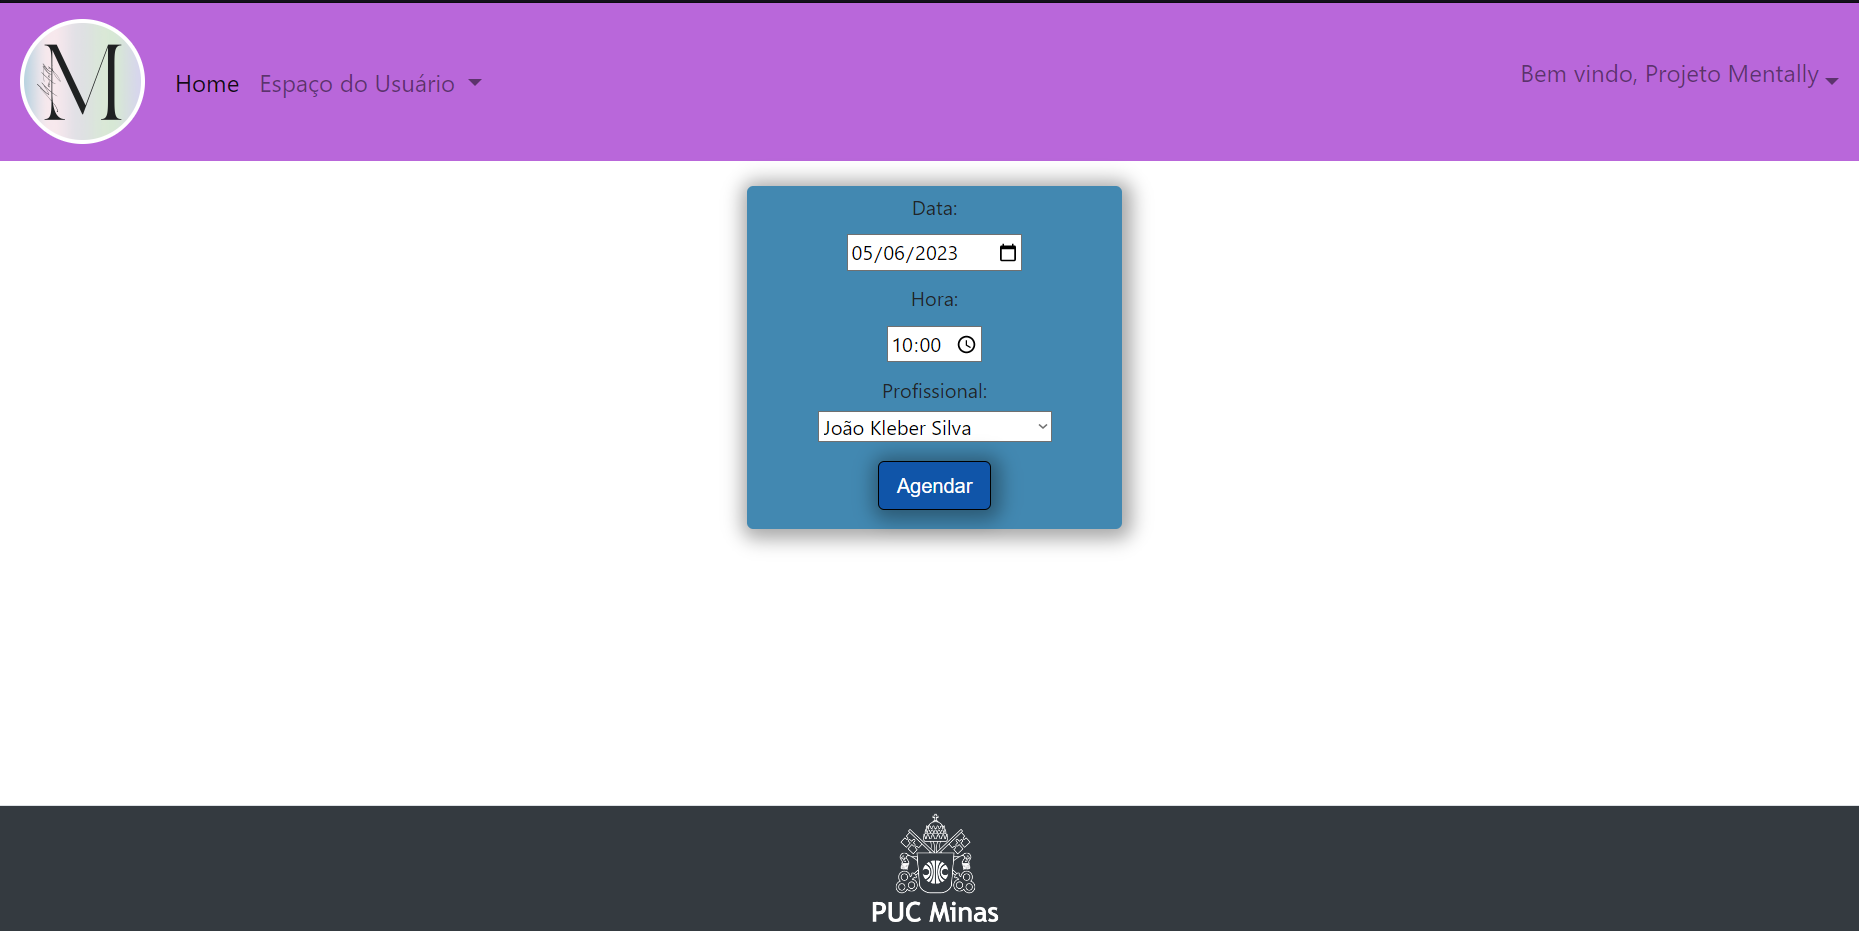 M
Home Espaço do Usuário
Bem vindo, Projeto Mentally
Data:
05/06/2023
Hora:
10:00
Profissional:
João Kleber Silva
Agendar
PUC Minas